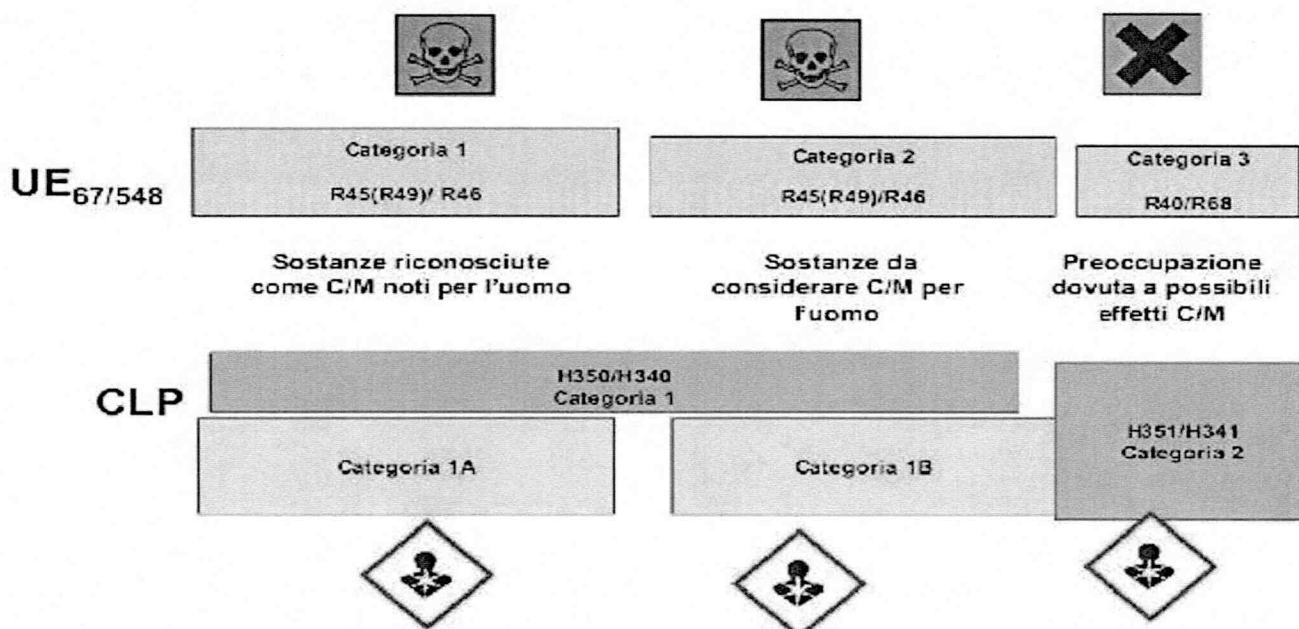 Categoria 1
R45(R49)/ R46
Categoria 2
R45(R49)/R46
Categoria 3
R40/R68
UE67/548
Sostanze riconosciute
come C/M noti per l'uomo
Sostanze da
considerare C/M per
l'uomo
Preoccupazione
dovuta a possibili
effetti C/M
CLP
H350/H340
Categoria 1
Categoria 1A
Categoria 1B
H351/H341
Categoria 2